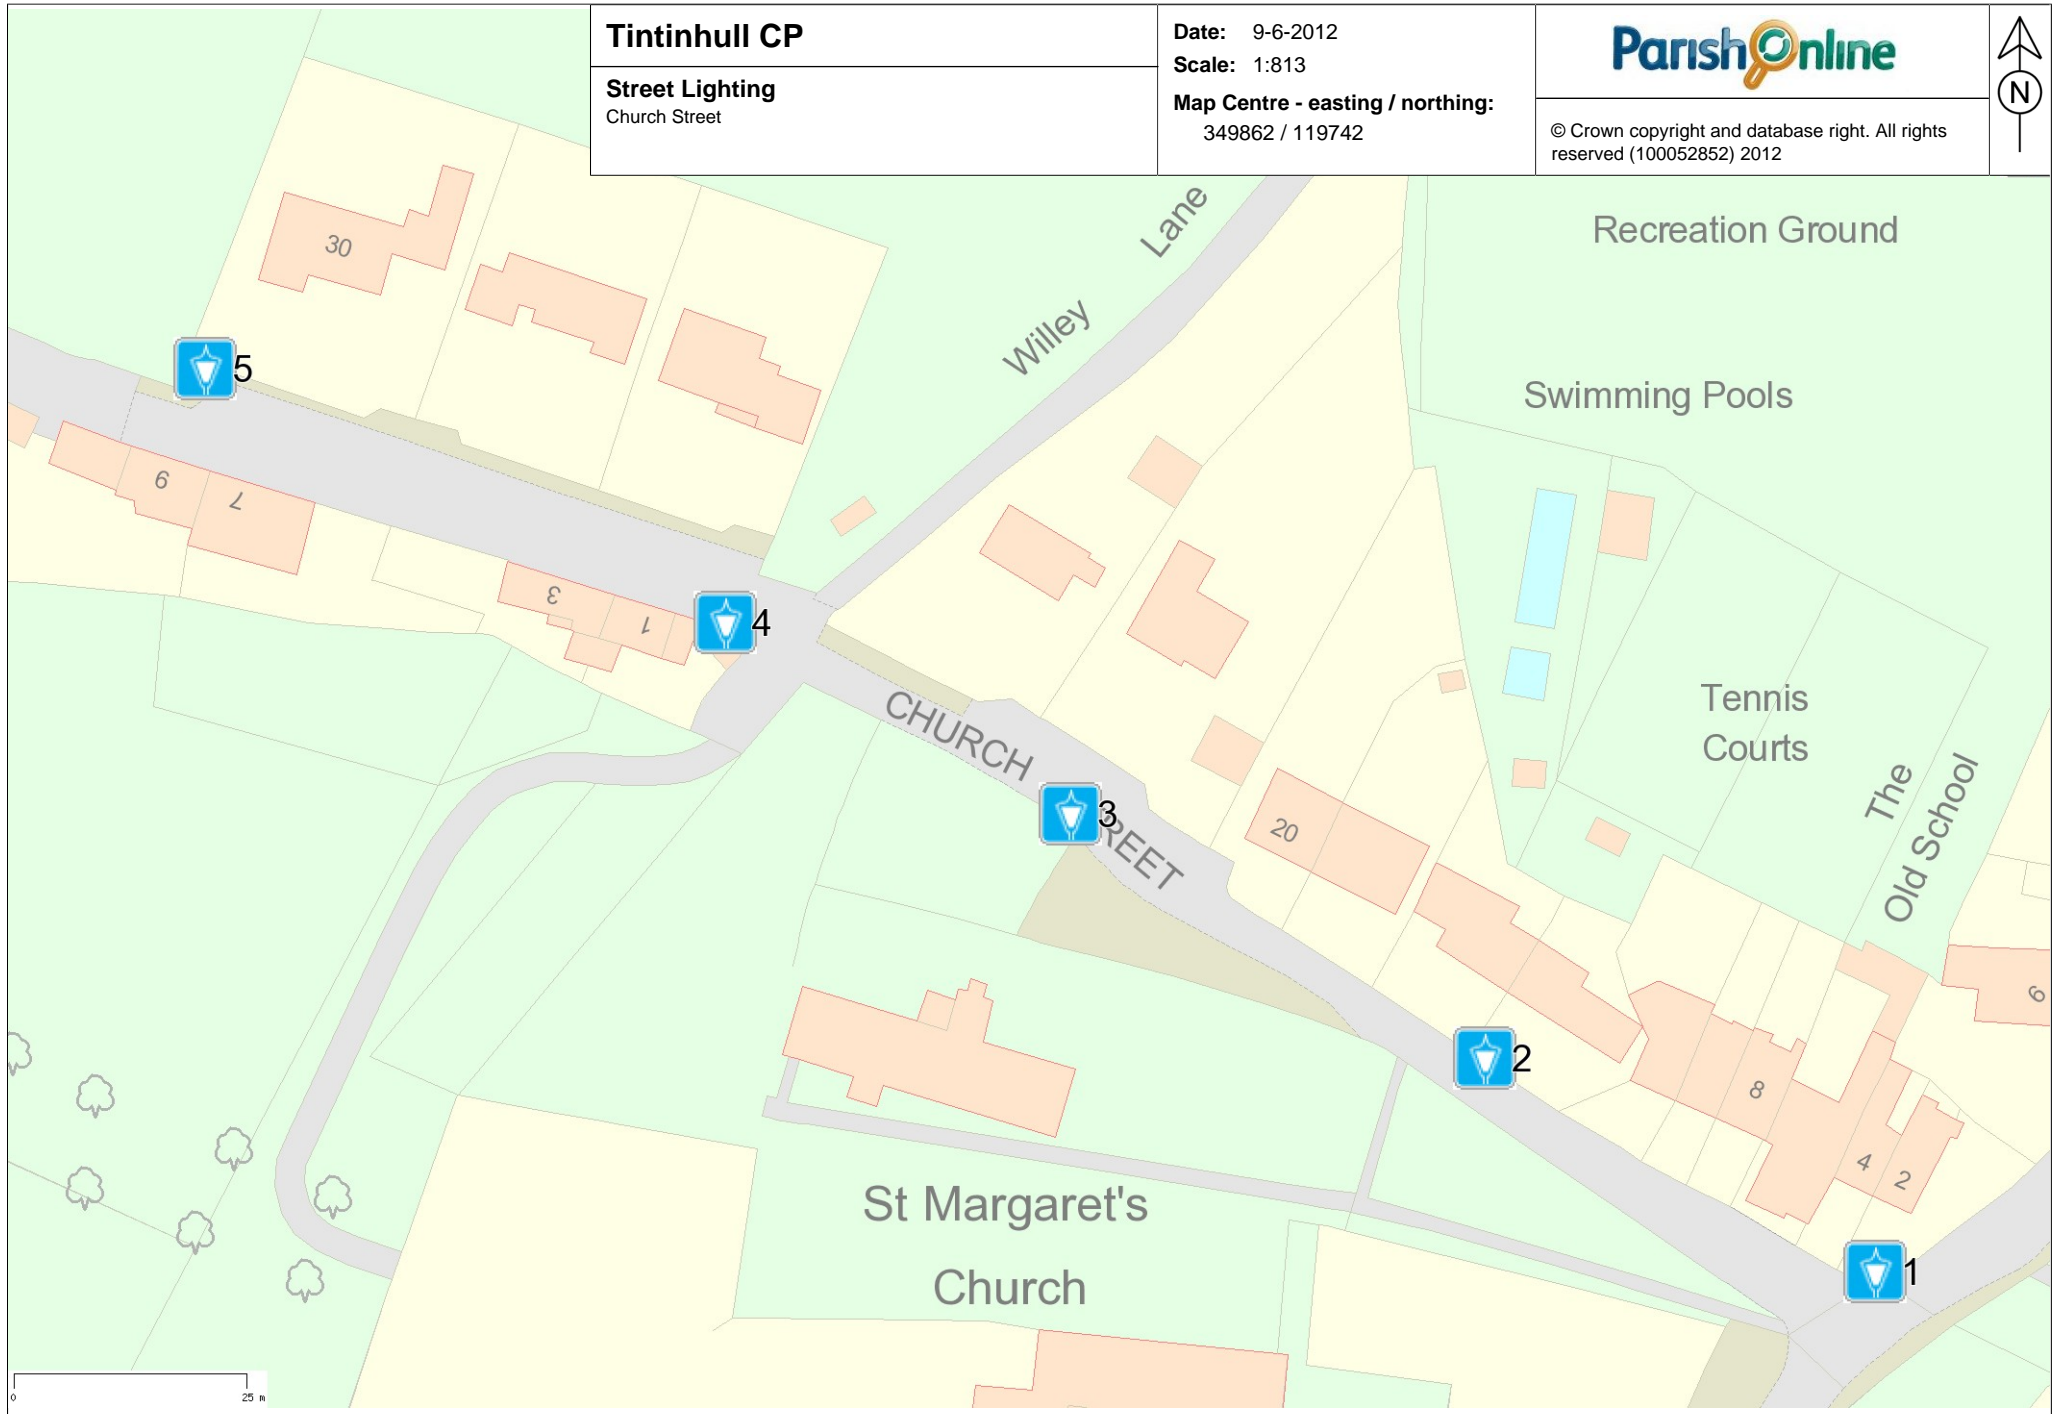 Tintinhull CP
Street Lighting
Church Street
Date: 9-6-2012
Scale: 1:813
Map Centre - easting / northing:
349862 / 119742
ParishOnline
© Crown copyright and database right. All rights
reserved (100052852) 2012
N
Willey Lane
Recreation Ground
30
Swimming Pools
5
9
7
3
1
4
Tennis
Courts
CHURCH
REET
3
20
The
Old School
6
2
8
4
2
St Margaret's
Church
1
0
25 m